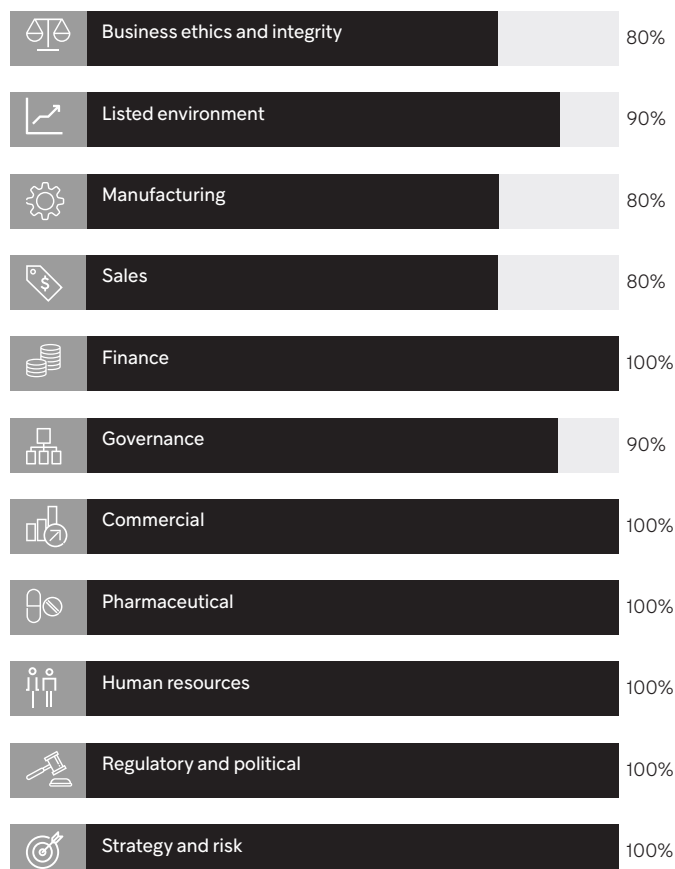 Business ethics and integrity 80%
Listed environment 90%
Manufacturing 80%
Sales 80%
$
Finance 100%
Governance 90%
Commercial 100%
Pharmaceutical 100%
Human resources 100%
Regulatory and political 100%
Strategy and risk 100%